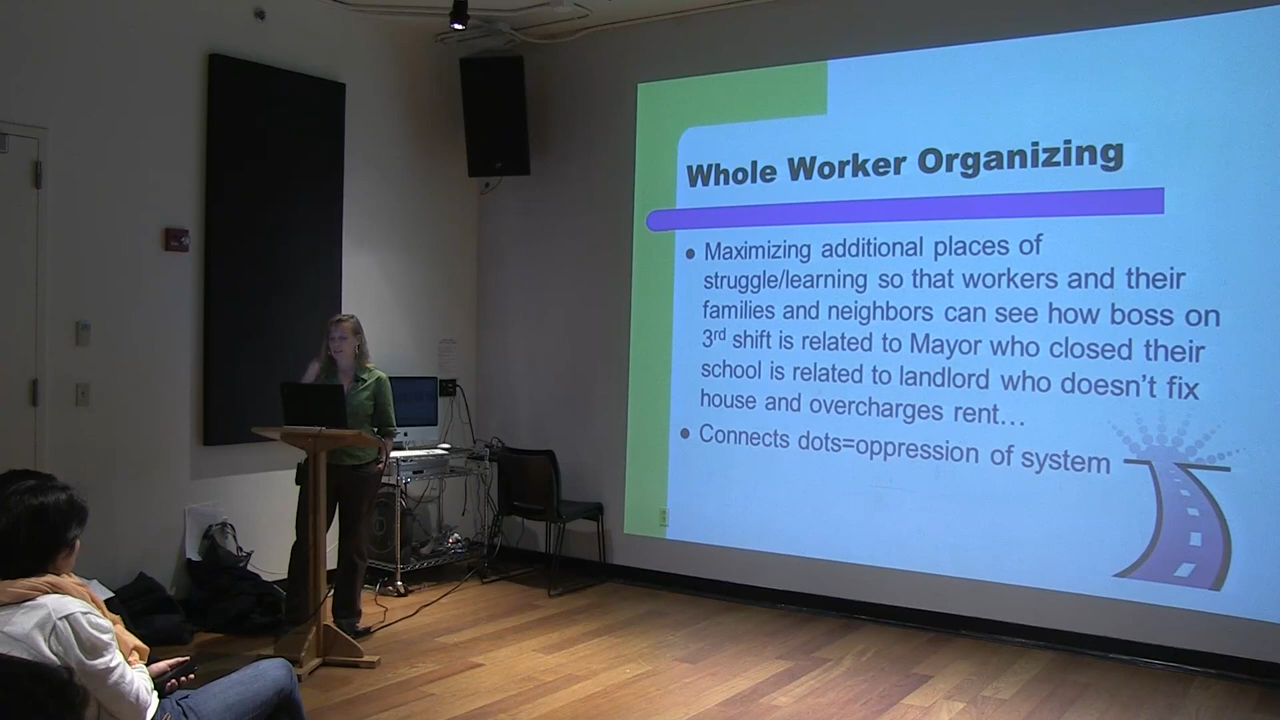 Whole Worker Organizing
• Maximizing additional places of
struggle/learning so that workers and their
families and neighbors can see how boss on
3rd shift is related to Mayor who closed their
school is related to landlord who doesn't fix
house and overcharges rent…
• Connects dots=oppression of system